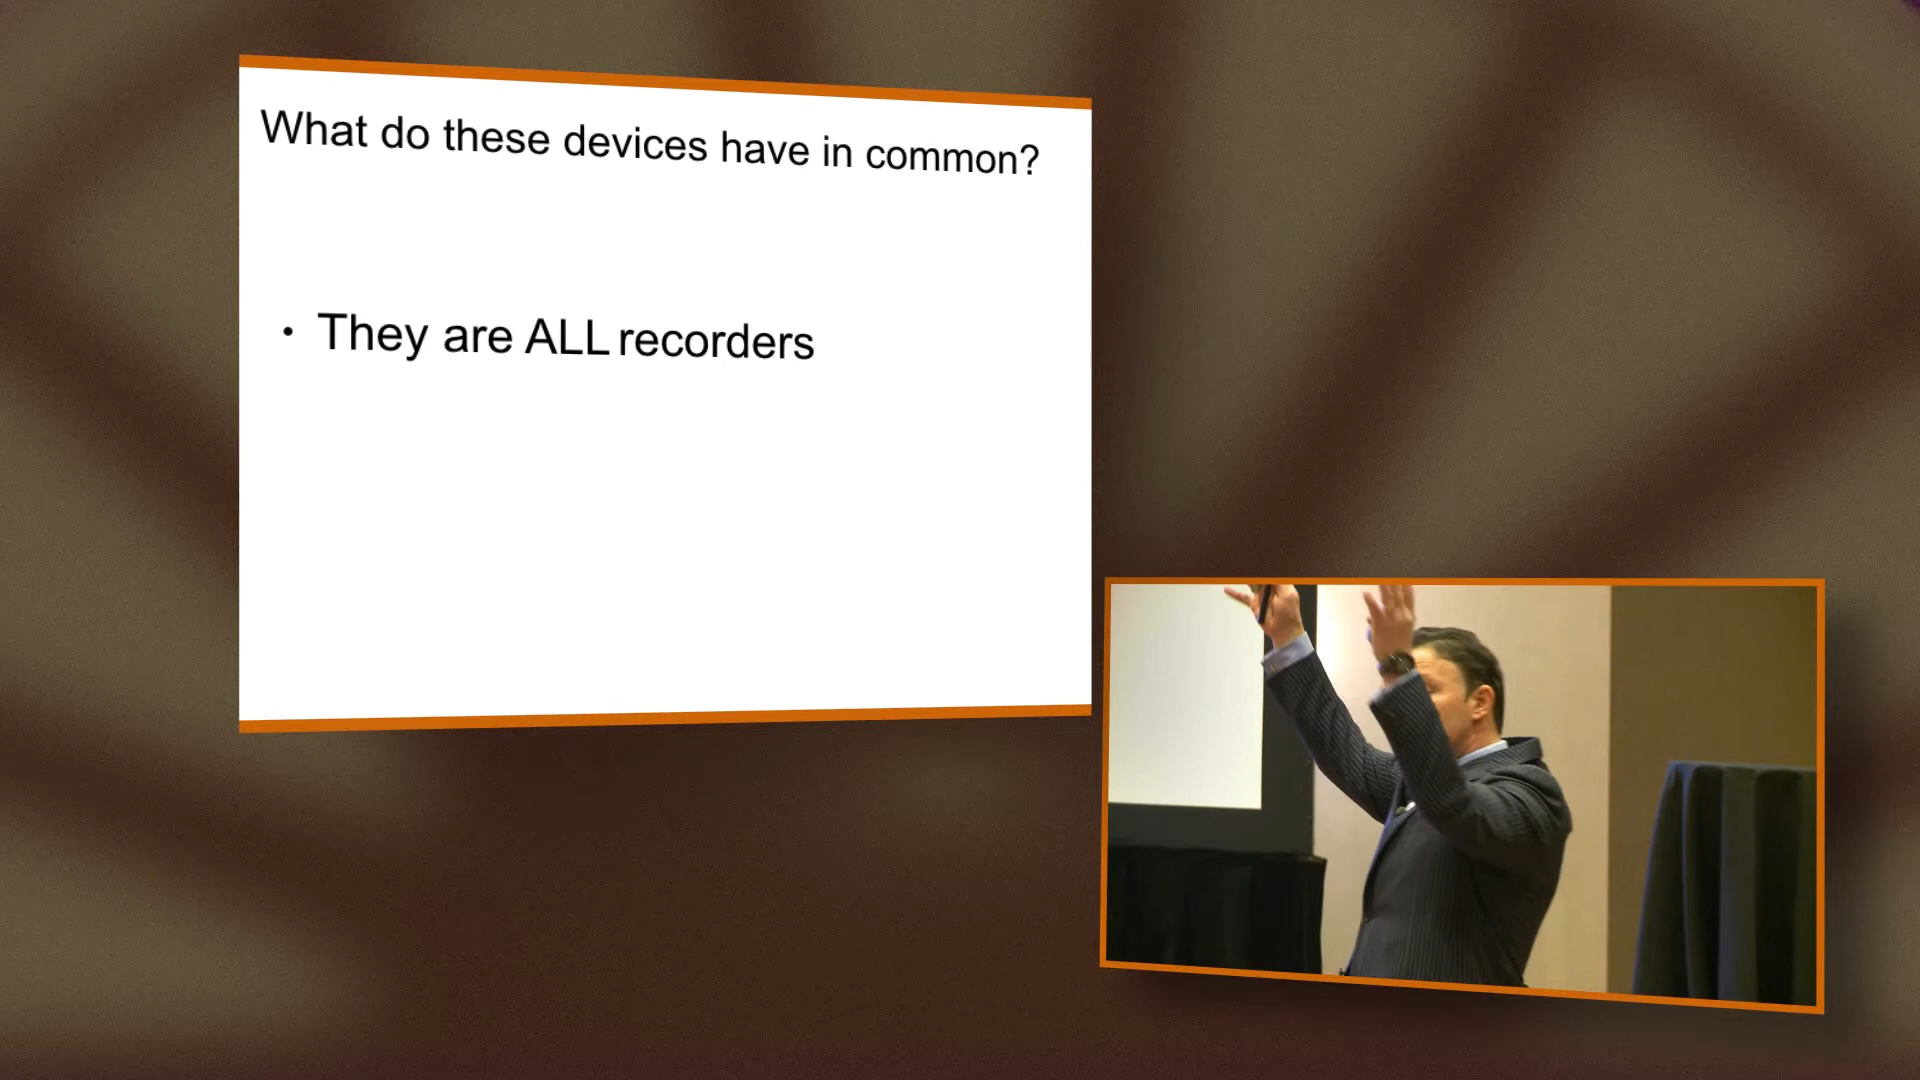 What do these devices have in common?
• They are ALL recorders